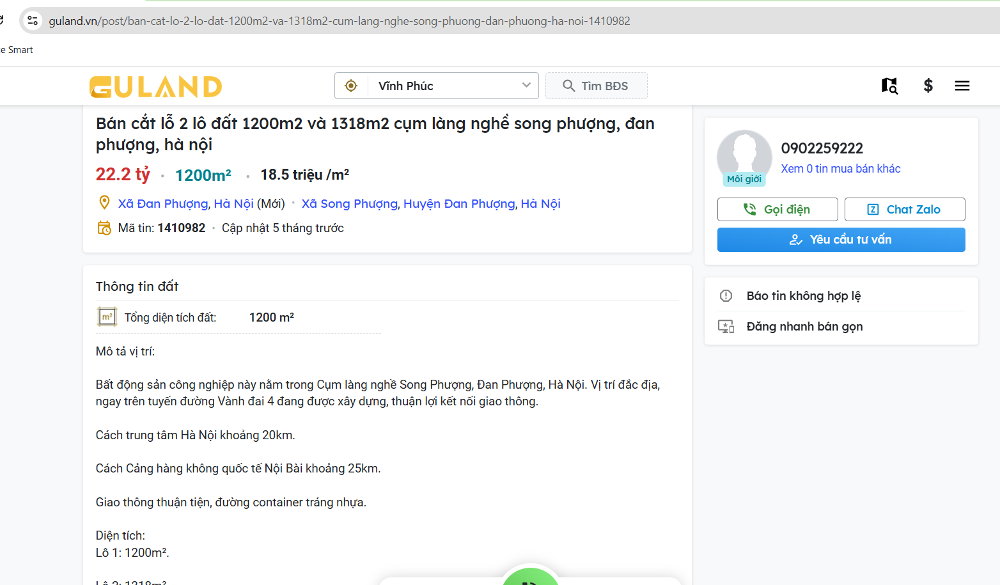 guland.vn/post/ban-cat-lo-2-lo-dat-1200m2-va-1318m2-cum-lang-nghe-song-phuong-dan-phuong-ha-noi-1410982
e Smart
GULAND
Vĩnh Phúc
Tìm BĐS
$
Bán cắt lỗ 2 lô đất 1200m2 và 1318m2 cụm làng nghề song phượng, đan
phượng, hà nội
22.2 tỷ · 1200m² · 18.5 triệu /m²
Xã Đan Phượng, Hà Nội (Mới) · Xã Song Phượng, Huyện Đan Phượng, Hà Nội
Mã tin: 1410982 · Cập nhật 5 tháng trước
Thông tin đất
m² Tổng diện tích đất: 1200 m²
Mô tả vị trí:
Bất động sản công nghiệp này nằm trong Cụm làng nghề Song Phượng, Đan Phượng, Hà Nội. Vị trí đắc địa,
ngay trên tuyến đường Vành đai 4 đang được xây dựng, thuận lợi kết nối giao thông.
Cách trung tâm Hà Nội khoảng 20km.
Cách Cảng hàng không quốc tế Nội Bài khoảng 25km.
Giao thông thuận tiện, đường container tráng nhựa.
Diện tích:
Lô 1: 1200m².
Lô 2: 1318m²
0902259222
Xem 0 tin mua bán khác
Môi giới
Gọi điện
Z Chat Zalo
Yêu cầu tư vấn
Báo tin không hợp lệ
Đăng nhanh bán gọn